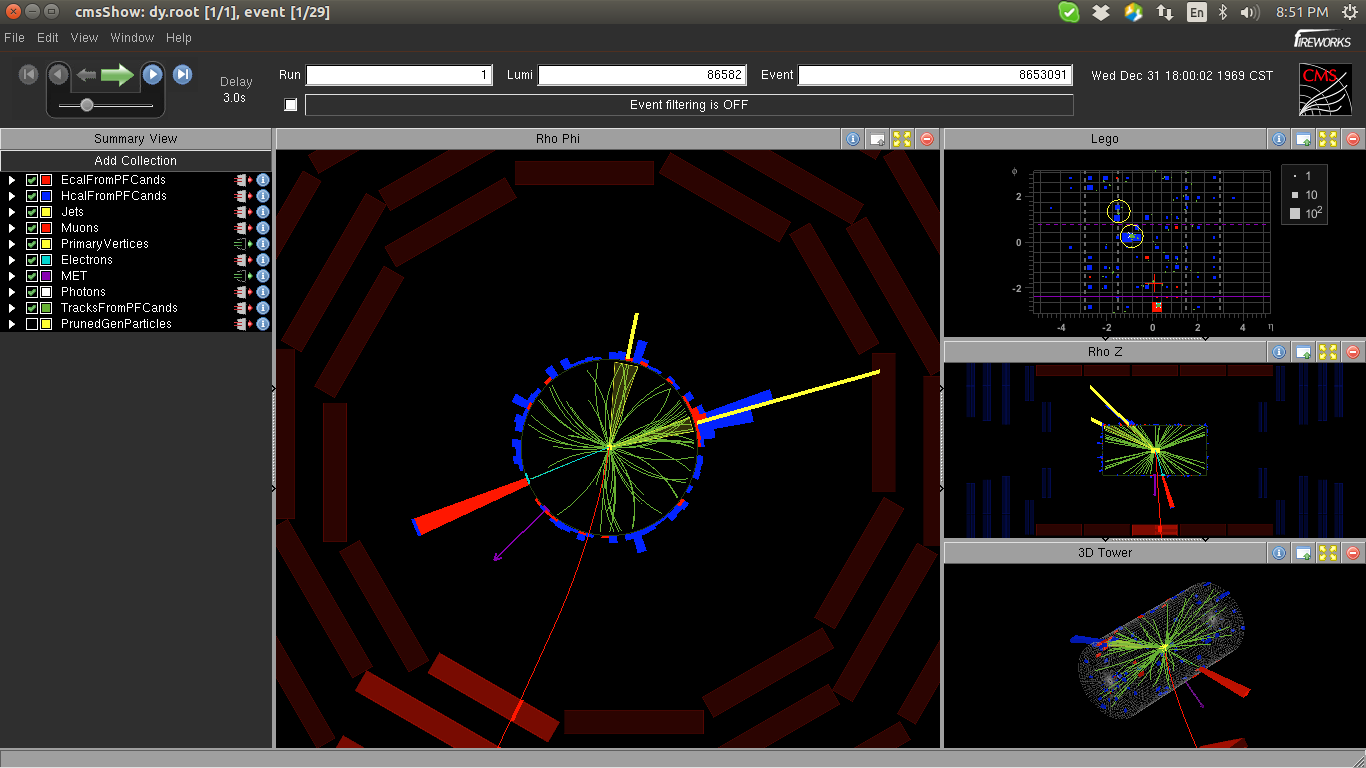 cmsShow: dy.root [1/1], event [1/29]
En
8:51 PM
File Edit View Window Help
FIREWORKS
Delay
3.0s
Run 1 Lumi 86582 Event 8653091 Wed Dec 31 18:00:02 1969 CST
CMS
Event filtering is OFF
Summary View
Add Collection
EcalFromPFCands
HcalFromPFCands
Jets
Muons
PrimaryVertices
Electrons
MET
Photons
TracksFromPFCands
PrunedGenParticles
Rho Phi
Lego
ϕ
2
0
-2
-4 -2 0 2 4 η
1
10
10²
Rho Z
3D Tower